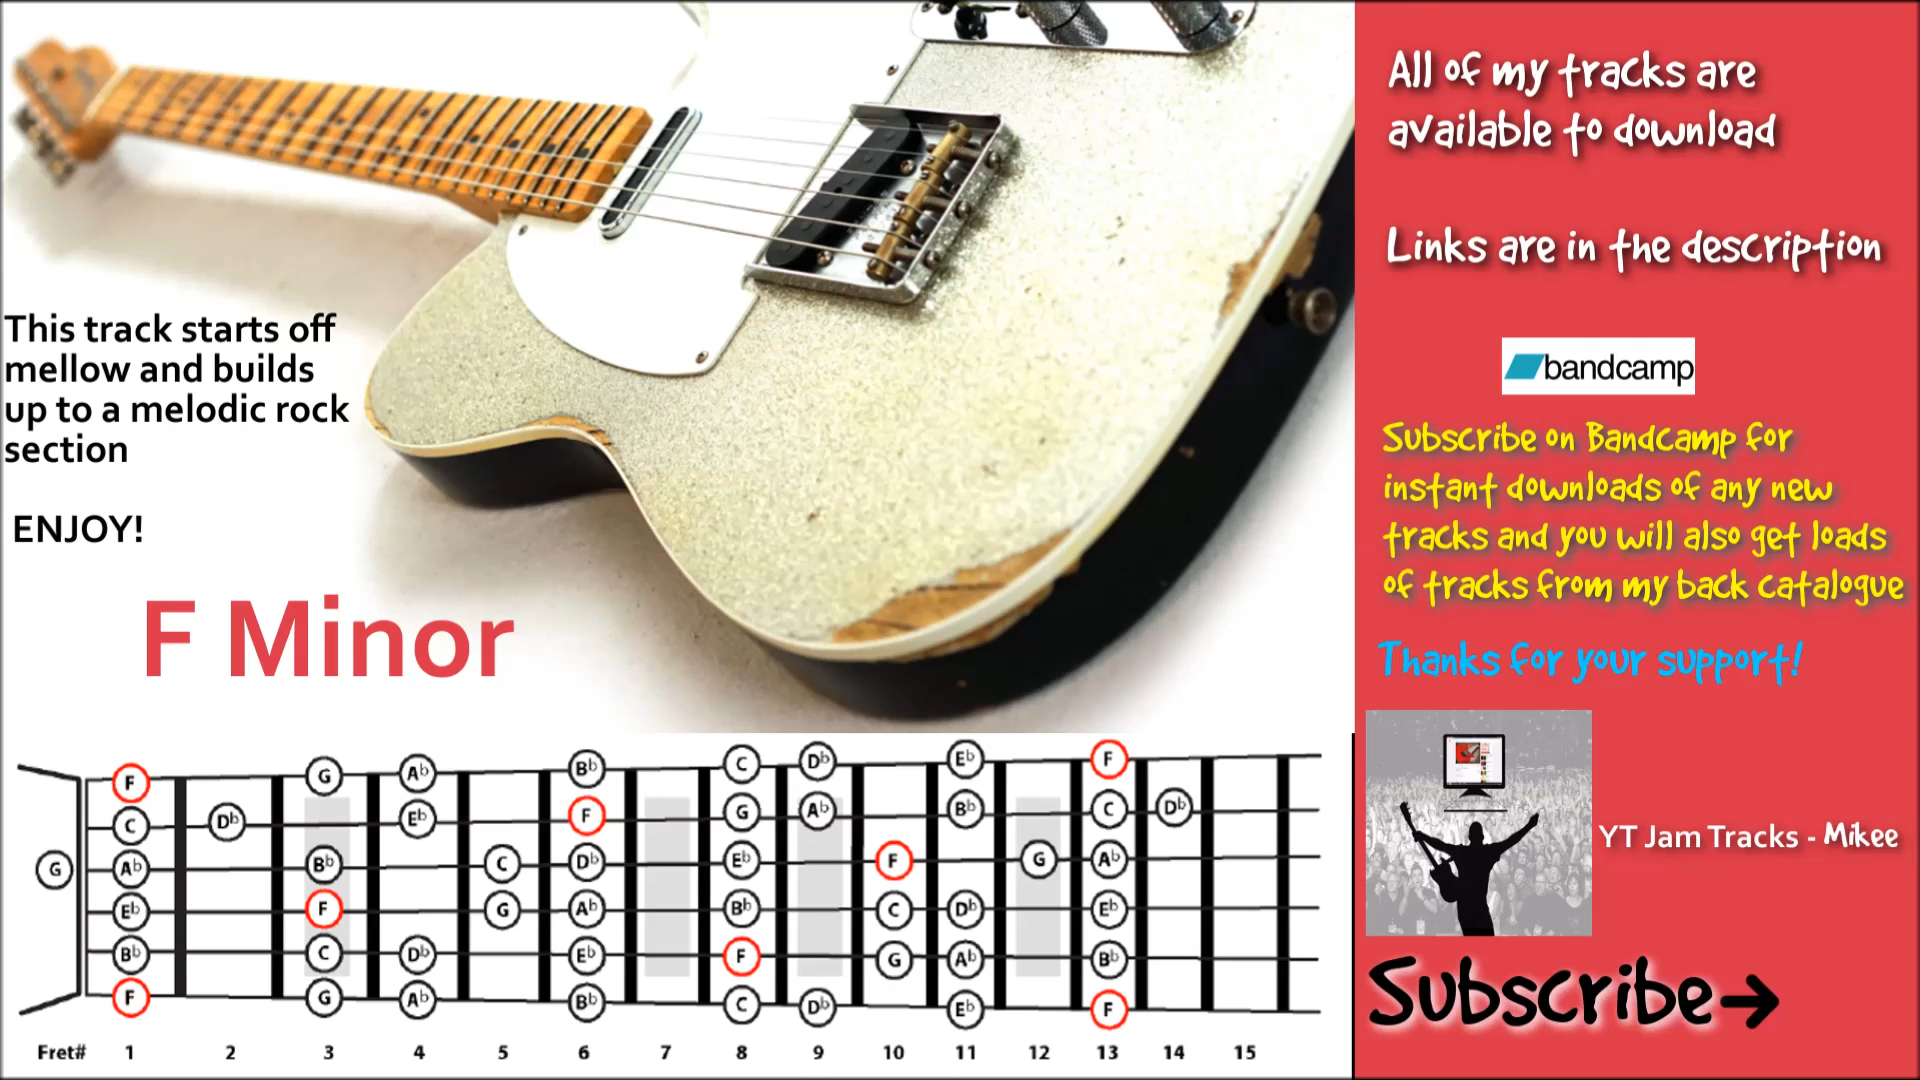 All of my tracks are
available to download
Links are in the description
This track starts off
mellow and builds
up to a melodic rock
section
ENJOY!
F Minor
bandcamp
Subscribe on Bandcamp for
instant downloads of any new
tracks and you will also get loads
of tracks from my back catalogue
Thanks for your support!
YT Jam Tracks - Mikee
Subscribe→
F G A♭ B♭ C D♭ E♭ F
C D♭ E♭ F G A♭ B♭ C D♭
G A♭ B♭ C D♭ E♭ F G A♭
E♭ F G A♭ B♭ C D♭ E♭
B♭ C D♭ E♭ F G A♭ B♭
F G A♭ B♭ C D♭ E♭ F
Fret# 1 2 3 4 5 6 7 8 9 10 11 12 13 14 15